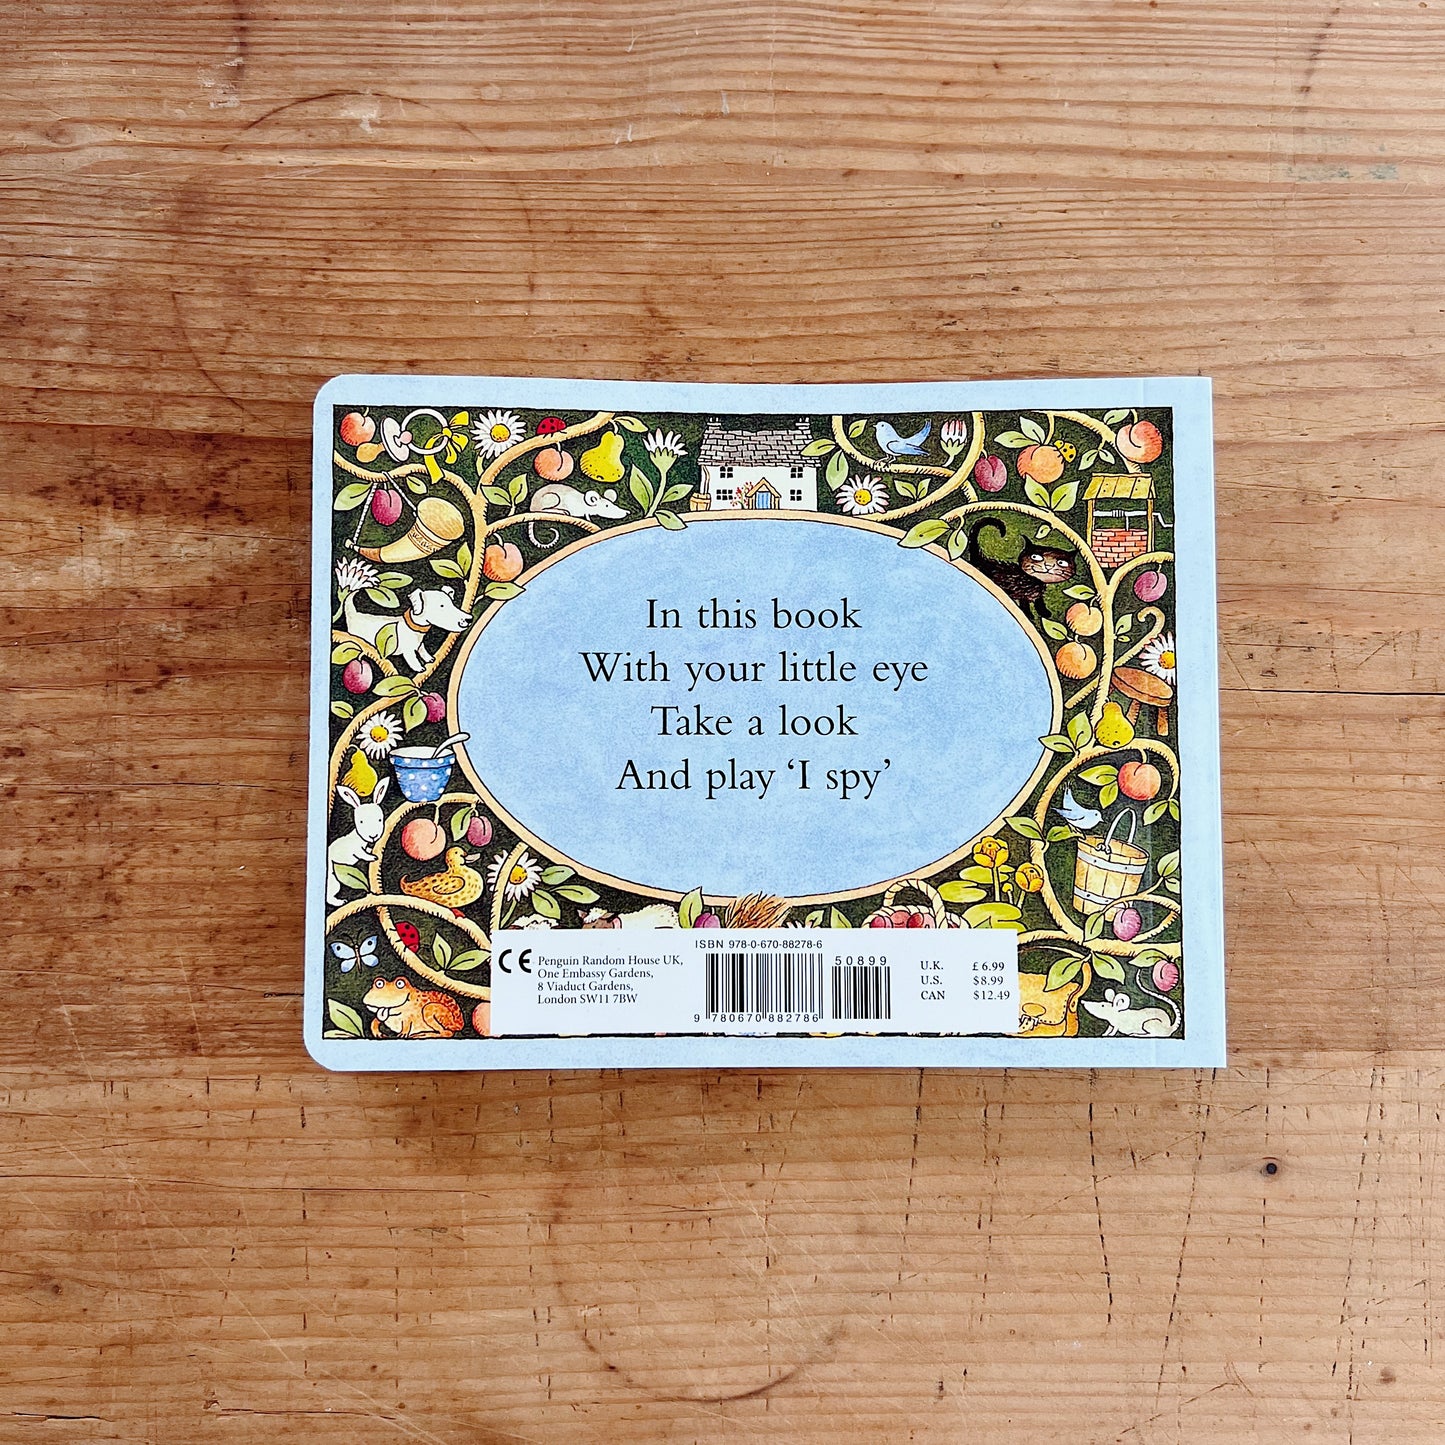 In this book
With your little eye
Take a look
And play ‘I spy’
CE
Penguin Random House UK,
One Embassy Gardens,
8 Viaduct Gardens,
London SW11 7BW
ISBN 978-0-670-88278-6
50899
9 780670 882786
U.K. £ 6.99
U.S. $ 8.99
CAN $ 12.49